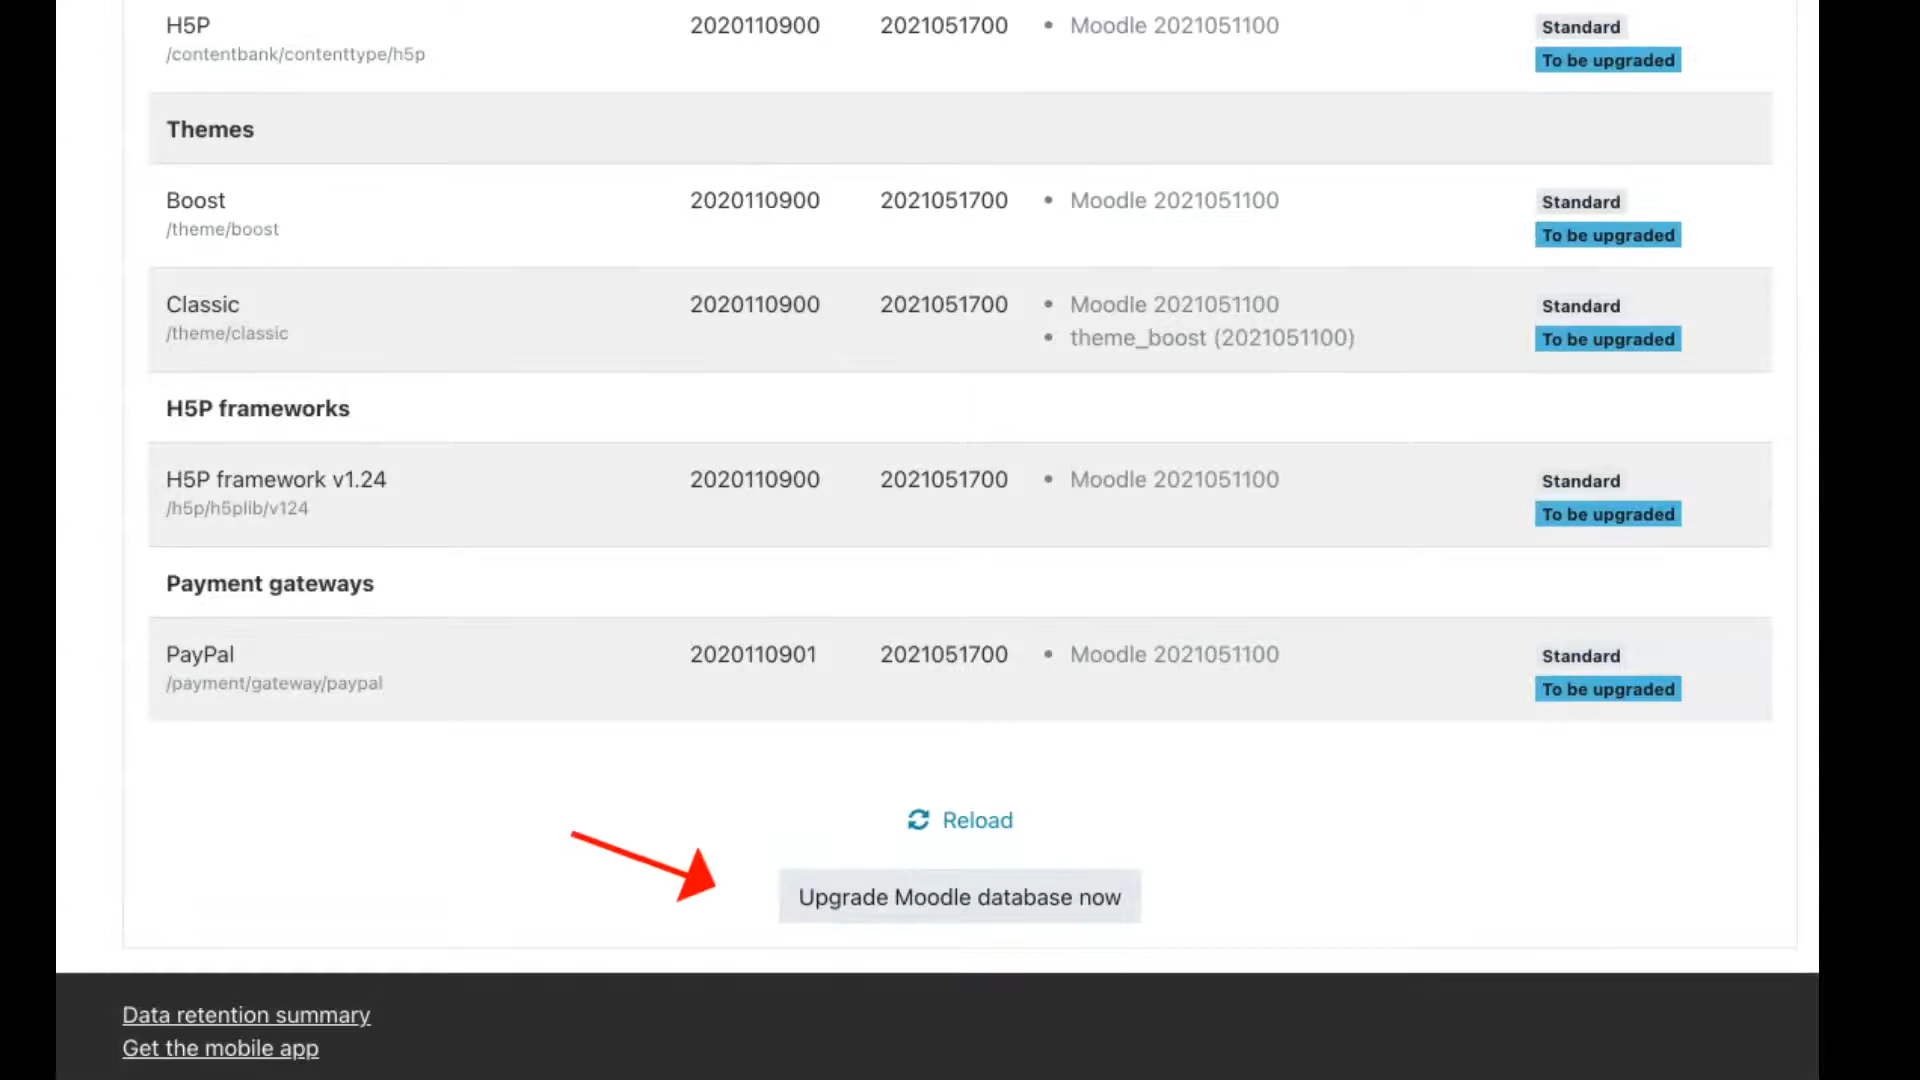 H5P 2020110900 2021051700 • Moodle 2021051100 Standard
/contentbank/contenttype/h5p To be upgraded
Themes
Boost 2020110900 2021051700 • Moodle 2021051100 Standard
/theme/boost To be upgraded
Classic 2020110900 2021051700 • Moodle 2021051100 Standard
/theme/classic • theme_boost (2021051100) To be upgraded
H5P frameworks
H5P framework v1.24 2020110900 2021051700 • Moodle 2021051100 Standard
/h5p/h5plib/v124 To be upgraded
Payment gateways
PayPal 2020110901 2021051700 • Moodle 2021051100 Standard
/payment/gateway/paypal To be upgraded
Reload
Upgrade Moodle database now
Data retention summary
Get the mobile app